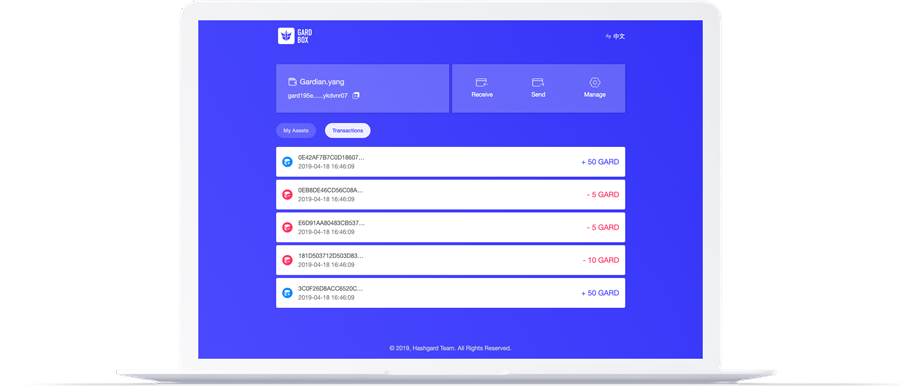 GARD
BOX
中文
Gardian.yang
gard195e......ykdvnr07
Receive
Send
Manage
My Assets
Transactions
0E42AF7B7C0D18607...
2019-04-18 16:46:09
+ 50 GARD
0EB8DE46CD56C08A...
2019-04-18 16:46:09
- 5 GARD
E6D91AA80483CB537...
2019-04-18 16:46:09
- 5 GARD
181D503712D503D83...
2019-04-18 16:46:09
- 10 GARD
3C0F26D8ACC6520C...
2019-04-18 16:46:09
+ 50 GARD
© 2019, Hashgard Team. All Rights Reserved.